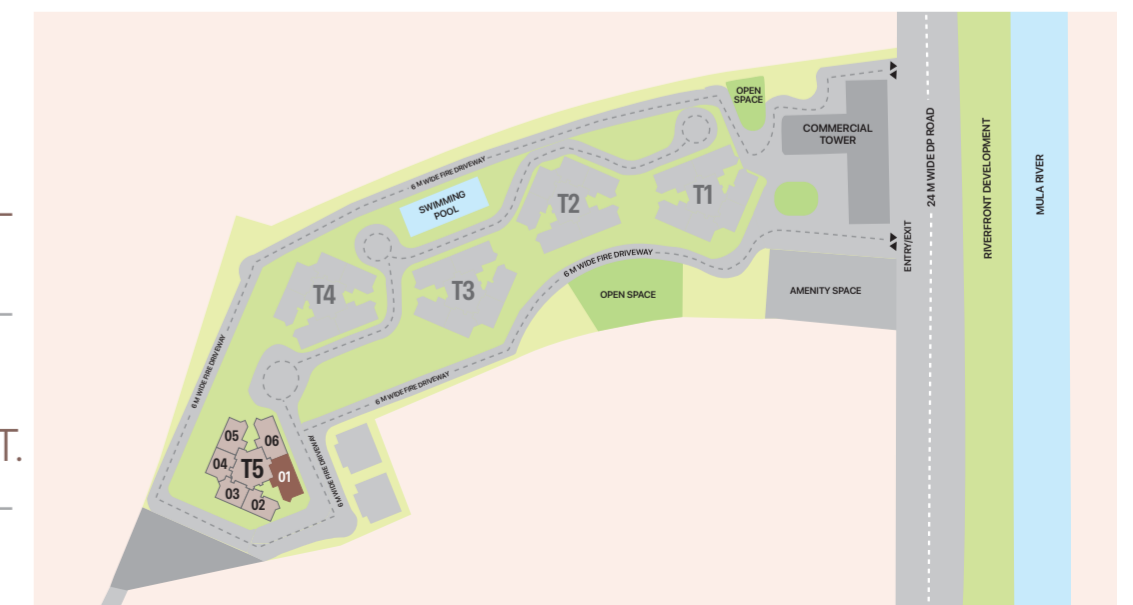 OPEN
SPACE
COMMERCIAL
TOWER
24 M WIDE DP ROAD
RIVERFRONT DEVELOPMENT
MULA RIVER
6 M WIDE FIRE DRIVEWAY
SWIMMING
POOL
T2
T1
ENTRY/EXIT
6 M WIDE FIRE DRIVEWAY
T4
T3
OPEN SPACE
AMENITY SPACE
6 M WIDE FIRE DRIVEWAY
6 M WIDE FIRE DRIVEWAY
T.
05
06
04
T5
01
03
02
6 M WIDE FIRE DRIVEWAY